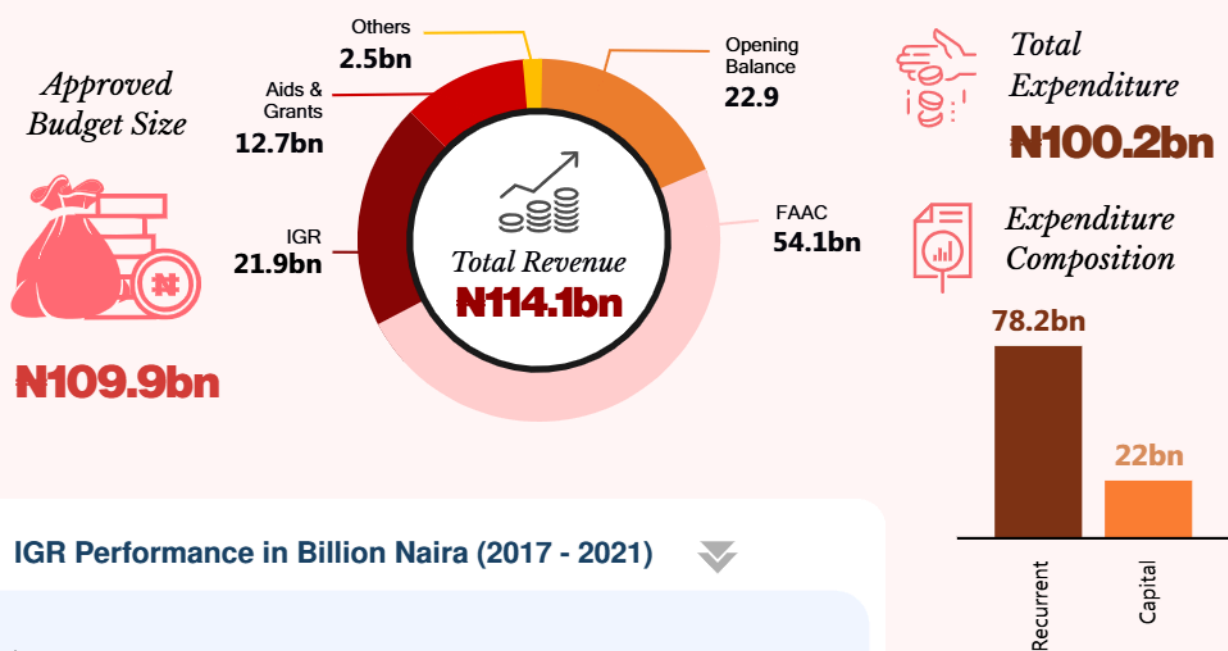 Approved
Budget Size
₦109.9bn
Others
2.5bn
Aids &
Grants
12.7bn
IGR
21.9bn
Opening
Balance
22.9
FAAC
54.1bn
Total Revenue
₦114.1bn
Total
Expenditure
₦100.2bn
Expenditure
Composition
78.2bn
22bn
Recurrent
Capital
IGR Performance in Billion Naira (2017 - 2021)